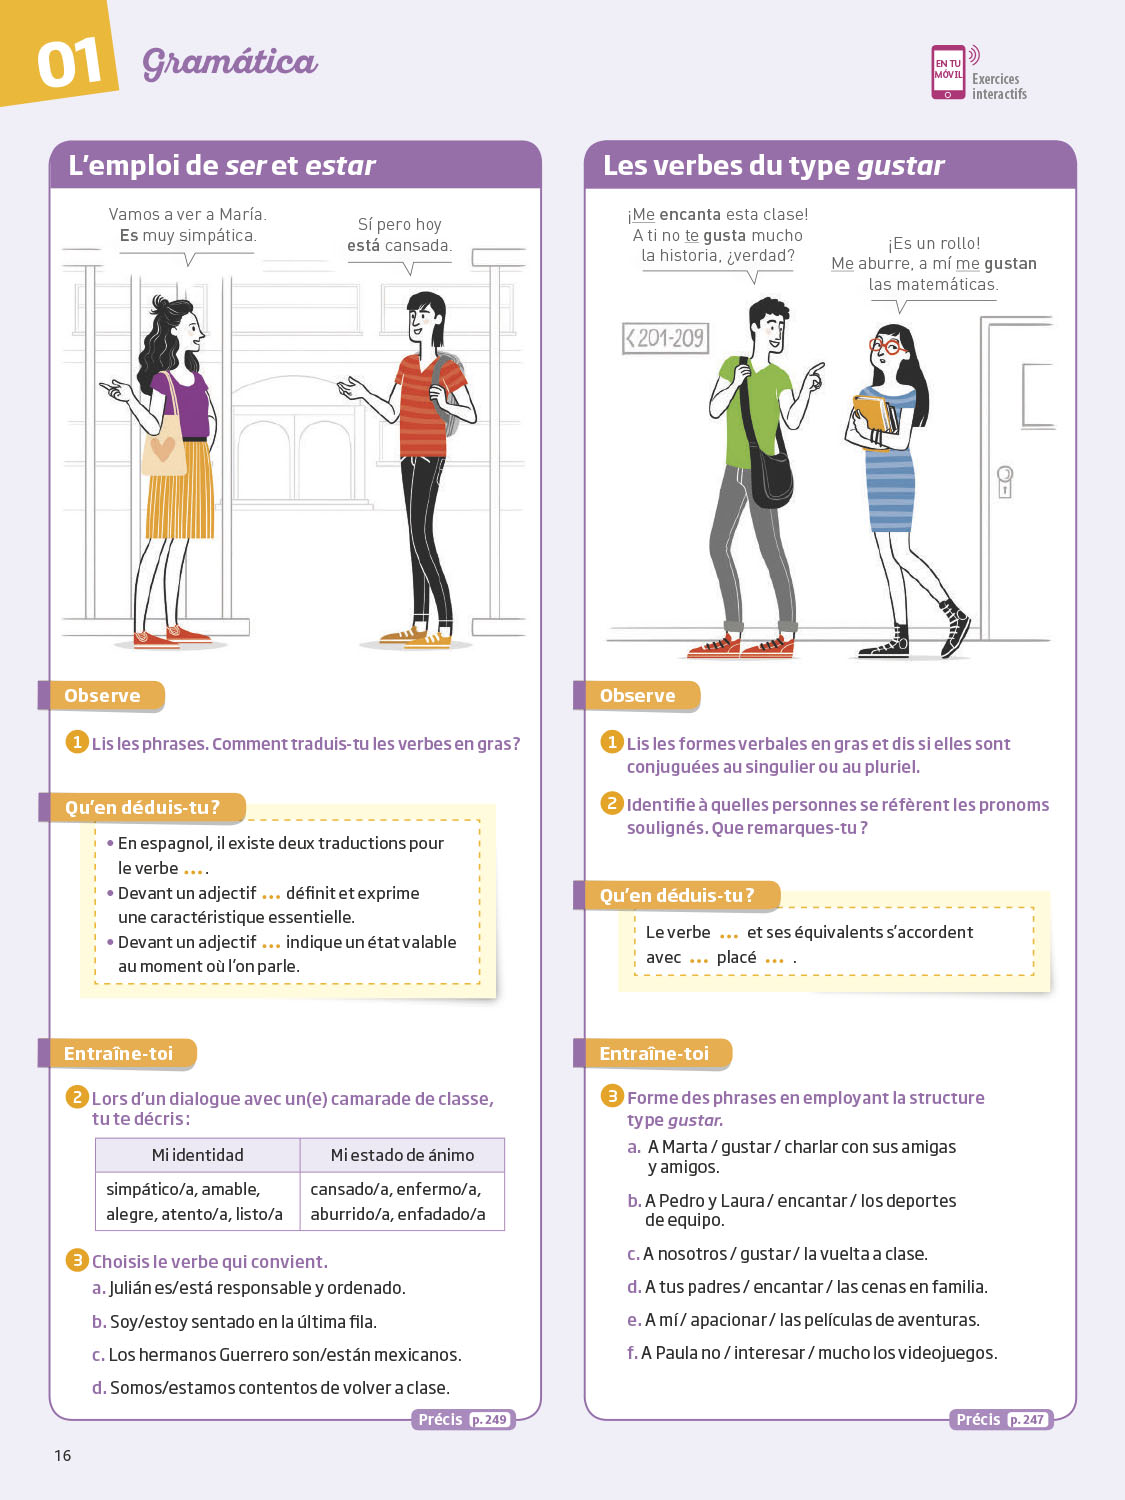 01
Gramática
EN TU
MÓVIL
Exercices
interactifs
L'emploi de ser et estar
Vamos a ver a María.
Es muy simpática.
Sí pero hoy
está cansada.
Observe
1 Lis les phrases. Comment traduis-tu les verbes en gras ?
Qu'en déduis-tu ?
• En espagnol, il existe deux traductions pour
le verbe ... .
• Devant un adjectif ... définit et exprime
une caractéristique essentielle.
• Devant un adjectif ... indique un état valable
au moment où l'on parle.
Entraîne-toi
2 Lors d'un dialogue avec un(e) camarade de classe,
tu te décris :
Mi identidad
Mi estado de ánimo
simpático/a, amable,
alegre, atento/a, listo/a
cansado/a, enfermo/a,
aburrido/a, enfadado/a
3 Choisis le verbe qui convient.
a. Julián es/está responsable y ordenado.
b. Soy/estoy sentado en la última fila.
c. Los hermanos Guerrero son/están mexicanos.
d. Somos/estamos contentos de volver a clase.
Précis p. 249
Les verbes du type gustar
¡Me encanta esta clase!
A ti no te gusta mucho
la historia, ¿verdad?
¡Es un rollo!
Me aburre, a mí me gustan
las matemáticas.
201-209
Observe
1 Lis les formes verbales en gras et dis si elles sont
conjuguées au singulier ou au pluriel.
2 Identifie à quelles personnes se réfèrent les pronoms
soulignés. Que remarques-tu ?
Qu'en déduis-tu ?
Le verbe ... et ses équivalents s'accordent
avec ... placé ... .
Entraîne-toi
3 Forme des phrases en employant la structure
type gustar.
a. A Marta / gustar / charlar con sus amigas
y amigos.
b. A Pedro y Laura / encantar / los deportes
de equipo.
c. A nosotros / gustar / la vuelta a clase.
d. A tus padres / encantar / las cenas en familia.
e. A mí / apacionar / las películas de aventuras.
f. A Paula no / interesar / mucho los videojuegos.
Précis p. 247
16